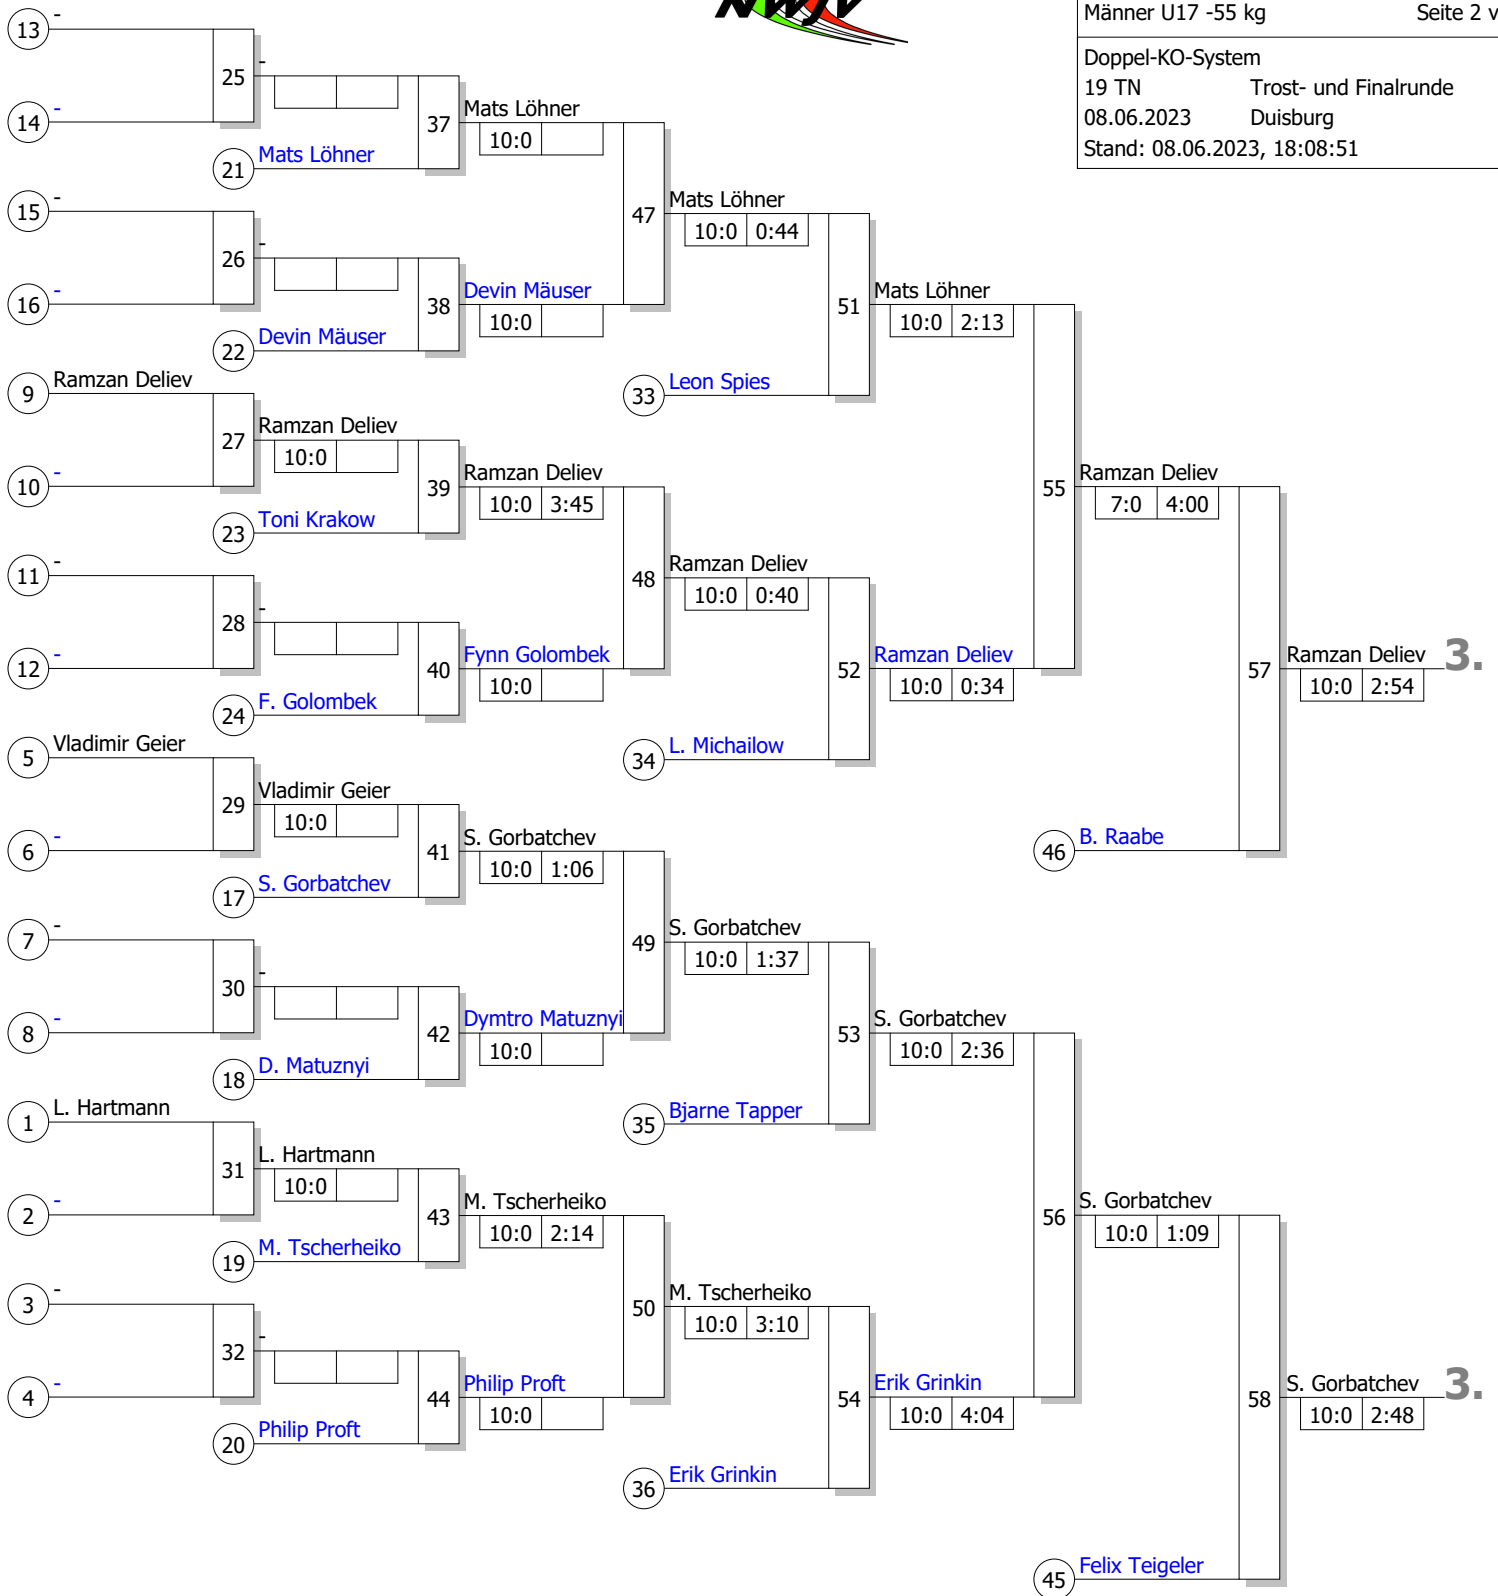 NWJV
Männer U17 -55 kg Seite 2 v
Doppel-KO-System
19 TN Trost- und Finalrunde
08.06.2023 Duisburg
Stand: 08.06.2023, 18:08:51
13 -
25 -
14 -
37 Mats Löhner
10:0
21 Mats Löhner
15 -
47 Mats Löhner
10:0 0:44
26 -
16 -
38 Devin Mäuser
10:0
51 Mats Löhner
10:0 2:13
22 Devin Mäuser
9 Ramzan Deliev
33 Leon Spies
27 Ramzan Deliev
10:0
10 -
39 Ramzan Deliev
10:0 3:45
55 Ramzan Deliev
7:0 4:00
23 Toni Krakow
11 -
48 Ramzan Deliev
10:0 0:40
28 -
12 -
40 Fynn Golombek
10:0
52 Ramzan Deliev
10:0 0:34
57 Ramzan Deliev 3.
10:0 2:54
24 F. Golombek
5 Vladimir Geier
34 L. Michailow
29 Vladimir Geier
10:0
6 -
41 S. Gorbatchev
10:0 1:06
46 B. Raabe
17 S. Gorbatchev
7 -
49 S. Gorbatchev
10:0 1:37
30 -
8 -
42 Dymtro Matuznyi
10:0
53 S. Gorbatchev
10:0 2:36
18 D. Matuznyi
1 L. Hartmann
35 Bjarne Tapper
31 L. Hartmann
10:0
2 -
43 M. Tscherheiko
10:0 2:14
56 S. Gorbatchev
10:0 1:09
19 M. Tscherheiko
3 -
50 M. Tscherheiko
10:0 3:10
32 -
4 -
44 Philip Proft
10:0
54 Erik Grinkin
10:0 4:04
58 S. Gorbatchev 3.
10:0 2:48
20 Philip Proft
36 Erik Grinkin
45 Felix Teigeler